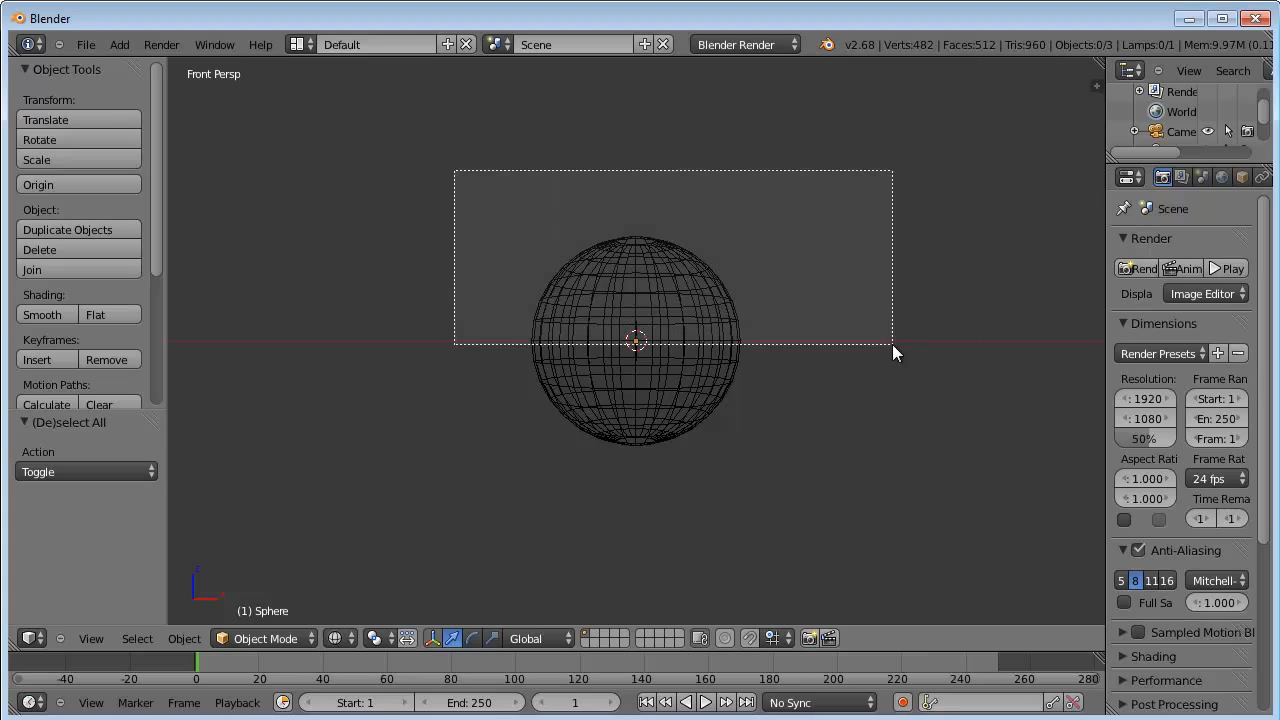 Blender
File Add Render Window Help Default Scene Blender Render v2.68 | Verts:482 | Faces:512 | Tris:960 | Objects:0/3 | Lamps:0/1 | Mem:9.97M (0.11
Object Tools
Front Persp
View Search
Transform:
Rende
Translate
World
Rotate
Came
Scale
Origin
Scene
Object:
Duplicate Objects
Render
Delete
Rend Anim Play
Join
Displa Image Editor
Shading:
Smooth Flat
Dimensions
Keyframes:
Render Presets
Insert Remove
Resolution: Frame Ran
Motion Paths:
: 1920 Start: 1
Calculate Clear
: 1080 En: 250
(De)select All
50% Fram: 1
Action
Aspect Rati Frame Rat
Toggle
: 1.000 24 fps
: 1.000 Time Rema
1 1
Anti-Aliasing
5 8 11 16 Mitchell-
Full Sa : 1.000
z
x
(1) Sphere
View Select Object Object Mode Global
Sampled Motion Bl
Shading
-40 -20 0 20 40 60 80 100 120 140 160 180 200 220 240 260 280
Performance
View Marker Frame Playback Start: 1 End: 250 1 No Sync
Post Processing